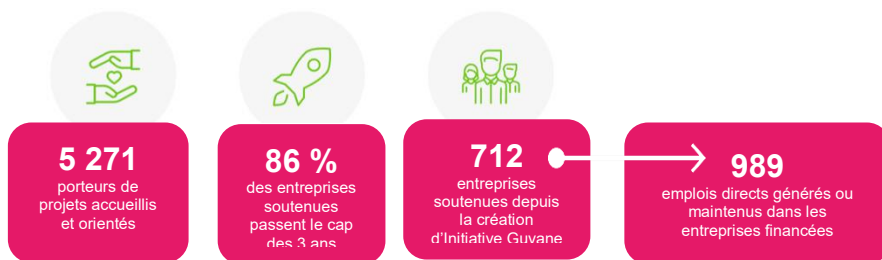 5 271
porteurs de
projets accueillis
et orientés
86 %
des entreprises
soutenues
passent le cap
des 3 ans
712
entreprises
soutenues depuis
la création
d'Initiative Guyane
989
emplois directs générés ou
maintenus dans les
entreprises financées